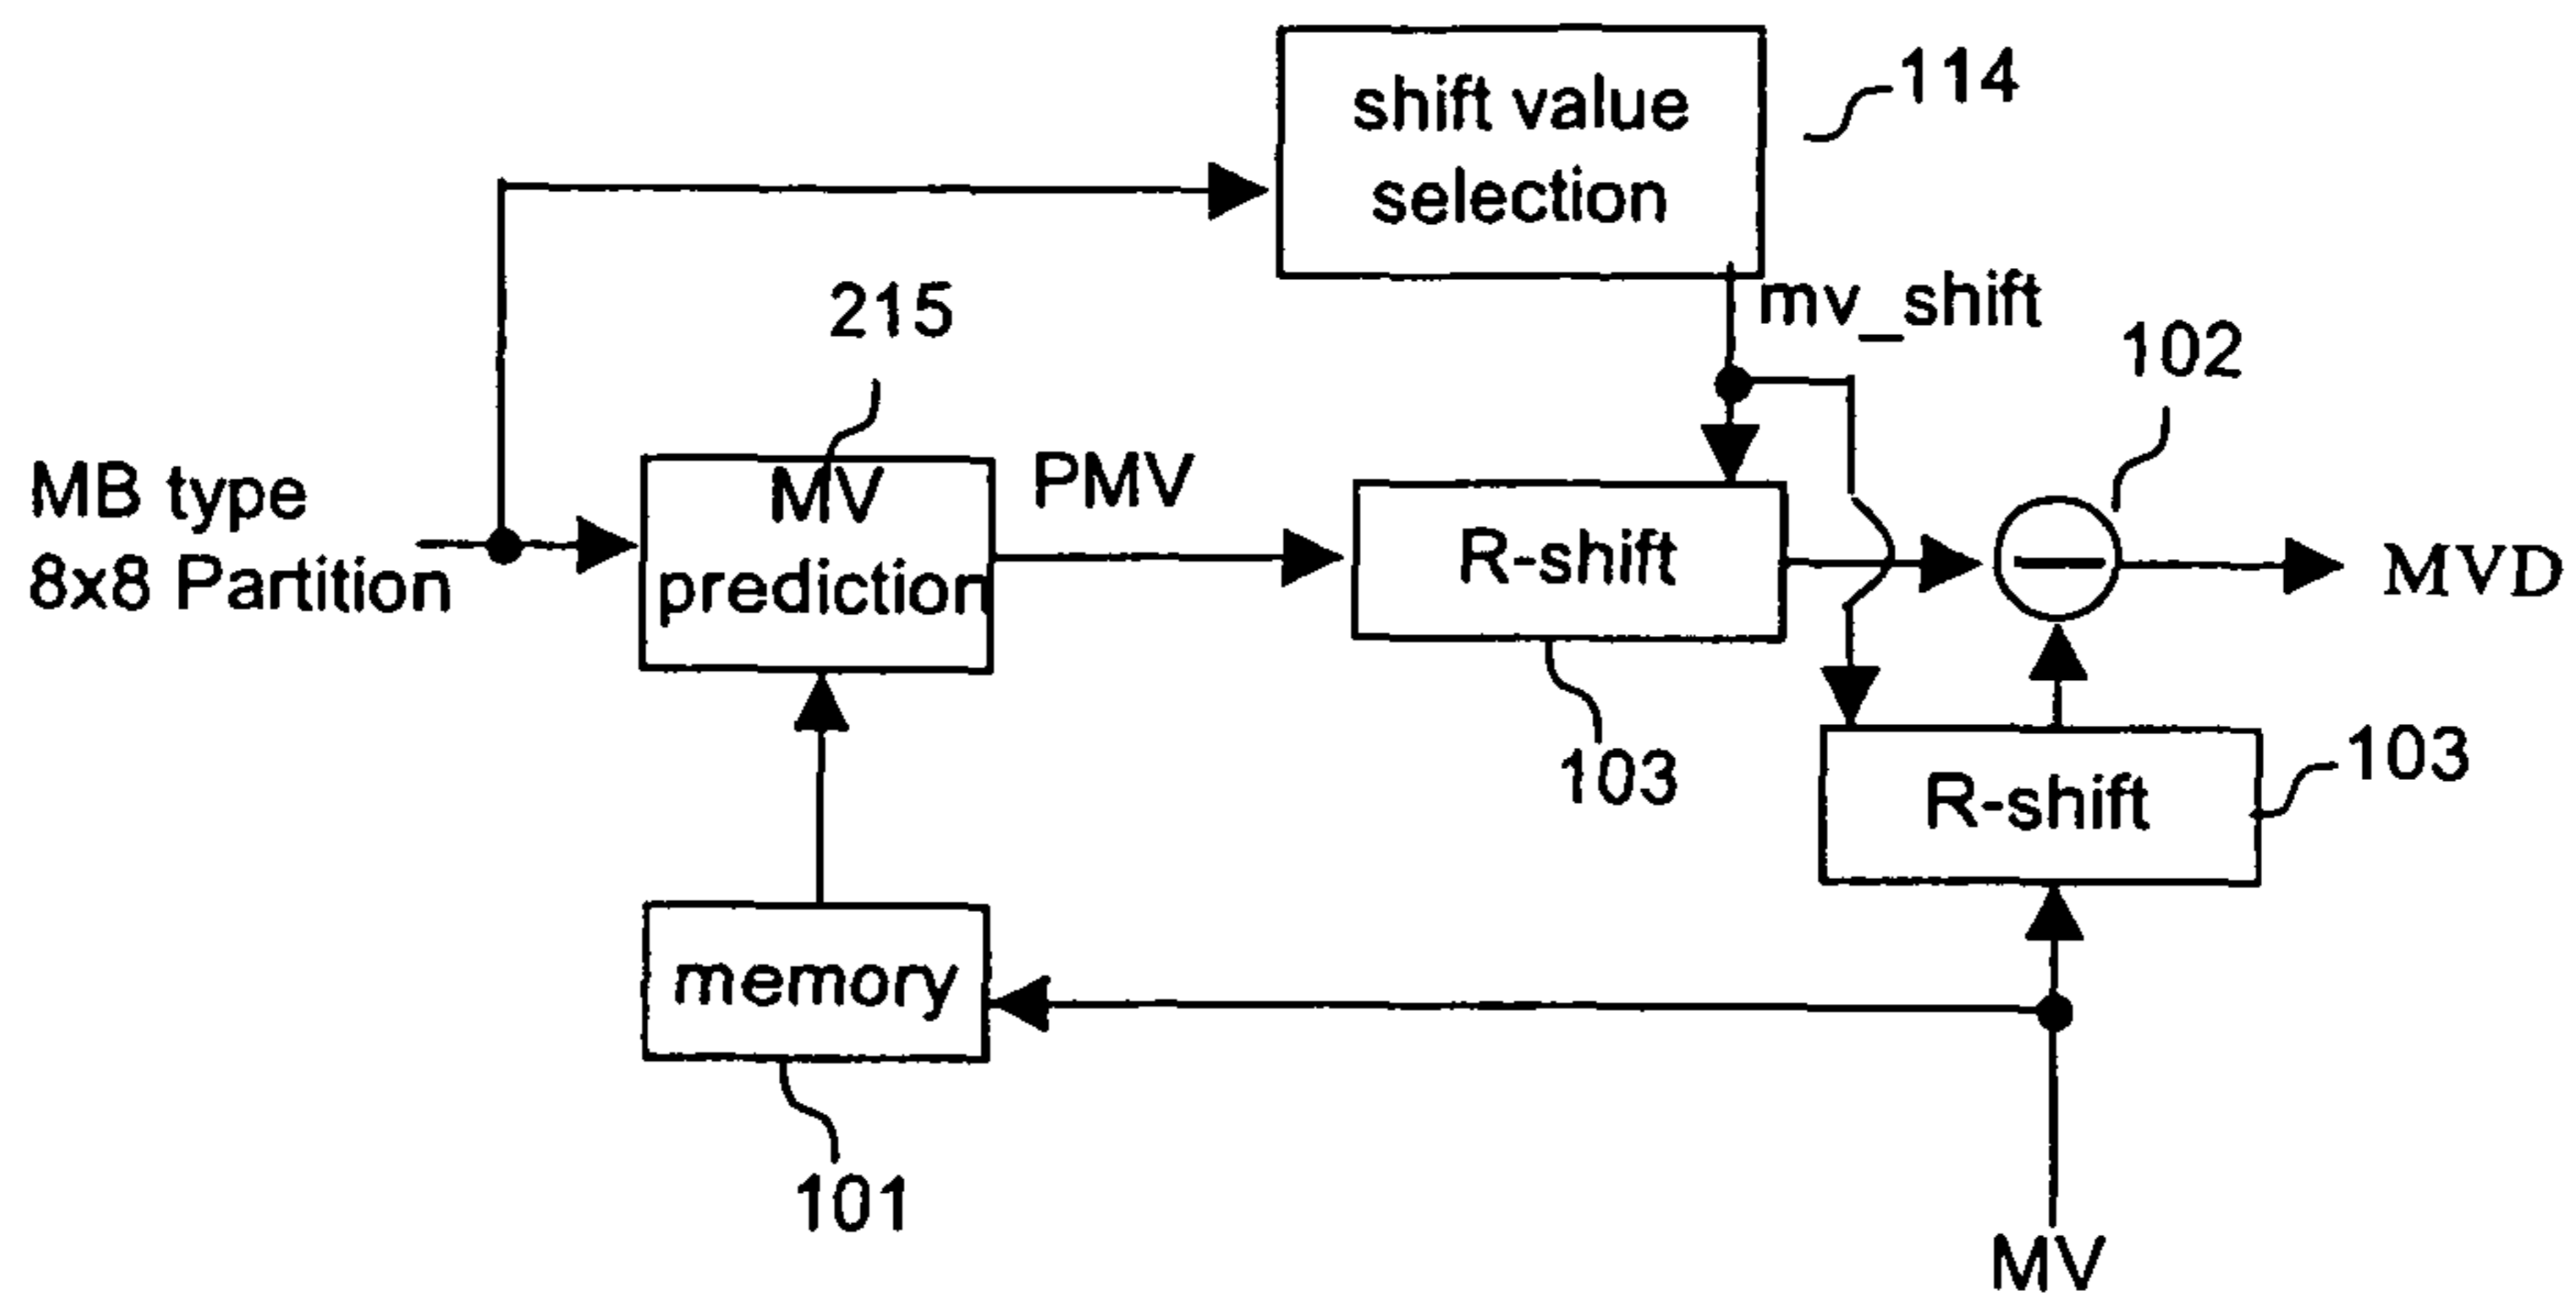 shift value
selection
114
mv_shift
215
102
MB type
8x8 Partition
MV
prediction
PMV
R-shift
MVD
103
R-shift
103
memory
101
MV